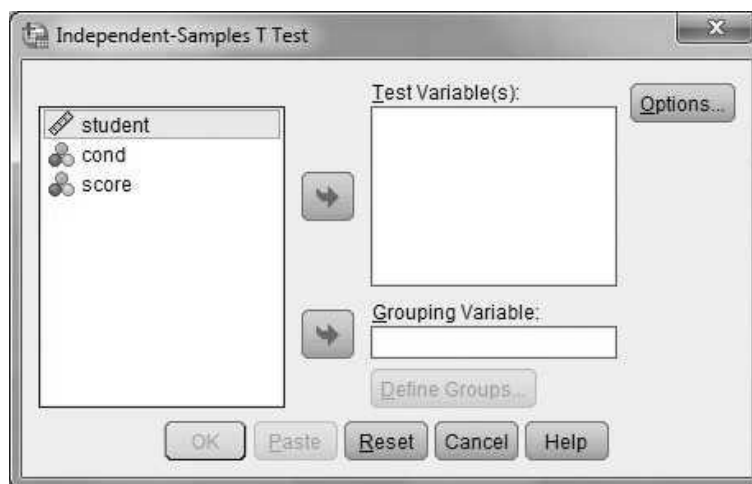 Independent-Samples T Test
student
cond
score
Test Variable(s):
Options...
Grouping Variable:
Define Groups...
OK
Paste
Reset
Cancel
Help